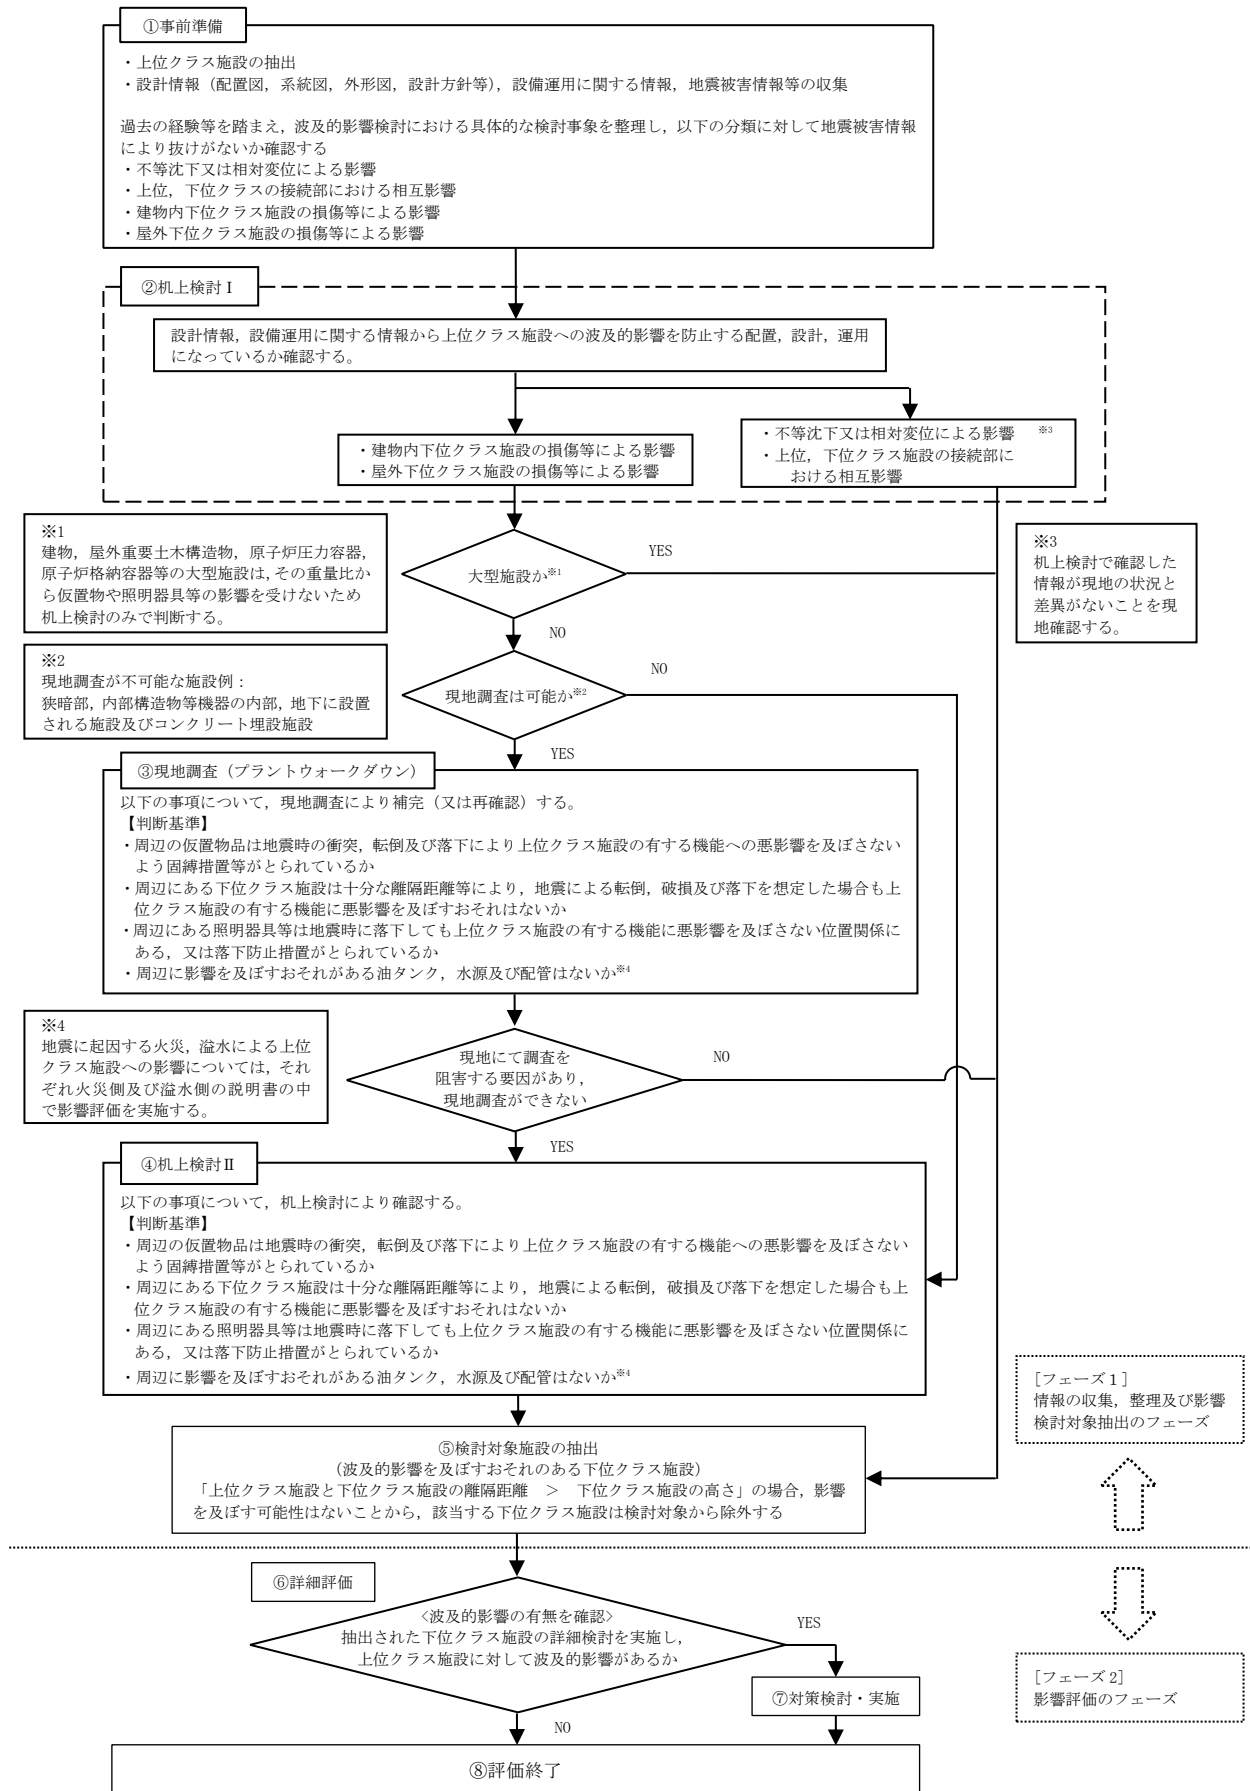 ①事前準備
・上位クラス施設の抽出
・設計情報（配置図，系統図，外形図，設計方針等），設備運用に関する情報，地震被害情報等の収集
過去の経験等を踏まえ，波及的影響検討における具体的な検討事象を整理し，以下の分類に対して地震被害情報
により抜けがないか確認する
・不等沈下又は相対変位による影響
・上位，下位クラスの接続部における相互影響
・建物内下位クラス施設の損傷等による影響
・屋外下位クラス施設の損傷等による影響
②机上検討Ⅰ
設計情報，設備運用に関する情報から上位クラス施設への波及的影響を防止する配置，設計，運用
になっているか確認する。
・建物内下位クラス施設の損傷等による影響
・屋外下位クラス施設の損傷等による影響
・不等沈下又は相対変位による影響 ※3
・上位，下位クラス施設の接続部に
おける相互影響
※1
建物，屋外重要土木構造物，原子炉圧力容器，
原子炉格納容器等の大型施設は，その重量比か
ら仮置物や照明器具等の影響を受けないため
机上検討のみで判断する。
大型施設か※1
YES
NO
※3
机上検討で確認した
情報が現地の状況と
差異がないことを現
地確認する。
※2
現地調査が不可能な施設例：
狭暗部，内部構造物等機器の内部，地下に設置
される施設及びコンクリート埋設施設
現地調査は可能か※2
NO
YES
③現地調査（プラントウォークダウン）
以下の事項について，現地調査により補完（又は再確認）する。
【判断基準】
・周辺の仮置物品は地震時の衝突，転倒及び落下により上位クラス施設の有する機能への悪影響を及ぼさない
よう固縛措置等がとられているか
・周辺にある下位クラス施設は十分な離隔距離等により，地震による転倒，破損及び落下を想定した場合も上
位クラス施設の有する機能に悪影響を及ぼすおそれはないか
・周辺にある照明器具等は地震時に落下しても上位クラス施設の有する機能に悪影響を及ぼさない位置関係に
ある，又は落下防止措置がとられているか
・周辺に影響を及ぼすおそれがある油タンク，水源及び配管はないか※4
※4
地震に起因する火災，溢水による上位
クラス施設への影響については，それ
ぞれ火災側及び溢水側の説明書の中
で影響評価を実施する。
現地にて調査を
阻害する要因があり，
現地調査ができない
NO
YES
④机上検討Ⅱ
以下の事項について，机上検討により確認する。
【判断基準】
・周辺の仮置物品は地震時の衝突，転倒及び落下により上位クラス施設の有する機能への悪影響を及ぼさない
よう固縛措置等がとられているか
・周辺にある下位クラス施設は十分な離隔距離等により，地震による転倒，破損及び落下を想定した場合も上
位クラス施設の有する機能に悪影響を及ぼすおそれはないか
・周辺にある照明器具等は地震時に落下しても上位クラス施設の有する機能に悪影響を及ぼさない位置関係に
ある，又は落下防止措置がとられているか
・周辺に影響を及ぼすおそれがある油タンク，水源及び配管はないか※4
［フェーズ１］
情報の収集，整理及び影響
検討対象抽出のフェーズ
⑤検討対象施設の抽出
(波及的影響を及ぼすおそれのある下位クラス施設)
「上位クラス施設と下位クラス施設の離隔距離　＞　下位クラス施設の高さ」の場合，影響
を及ぼす可能性はないことから，該当する下位クラス施設は検討対象から除外する
⑥詳細評価
<波及的影響の有無を確認>
抽出された下位クラス施設の詳細検討を実施し，
上位クラス施設に対して波及的影響があるか
YES
NO
⑦対策検討・実施
［フェーズ 2］
影響評価のフェーズ
⑧評価終了